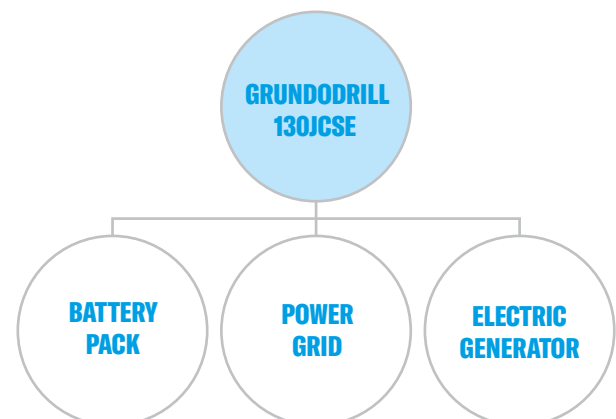 GRUNDODRILL
130JCSE
BATTERY
PACK
POWER
GRID
ELECTRIC
GENERATOR